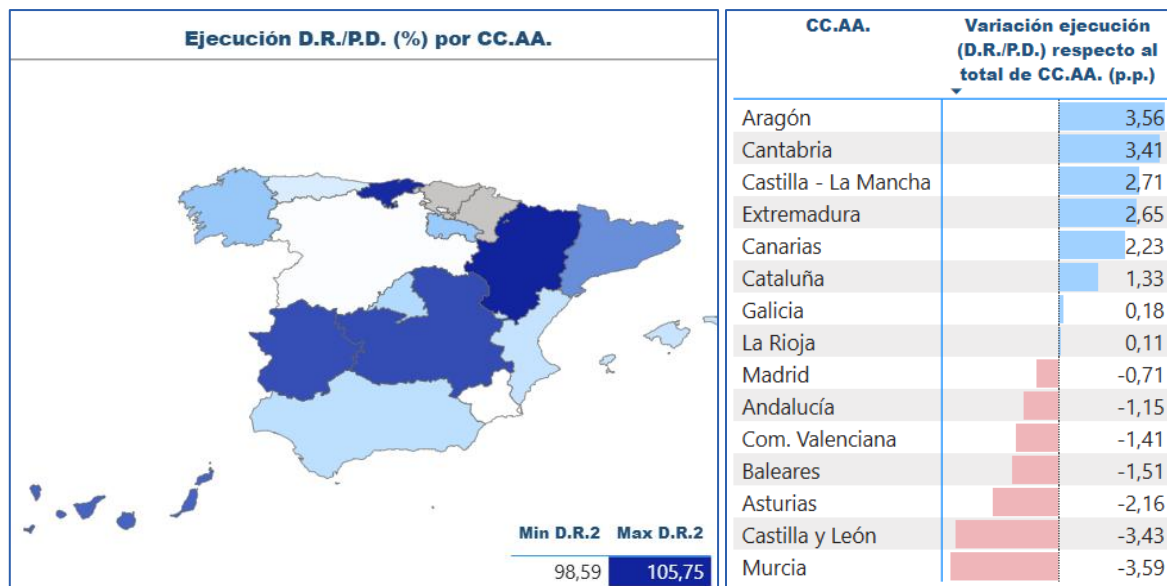 Ejecución D.R./P.D. (%) por CC.AA.
Min D.R.2 Max D.R.2
98,59 105,75
CC.AA. Variación ejecución
(D.R./P.D.) respecto al
total de CC.AA. (p.p.)
Aragón 3,56
Cantabria 3,41
Castilla - La Mancha 2,71
Extremadura 2,65
Canarias 2,23
Cataluña 1,33
Galicia 0,18
La Rioja 0,11
Madrid -0,71
Andalucía -1,15
Com. Valenciana -1,41
Baleares -1,51
Asturias -2,16
Castilla y León -3,43
Murcia -3,59